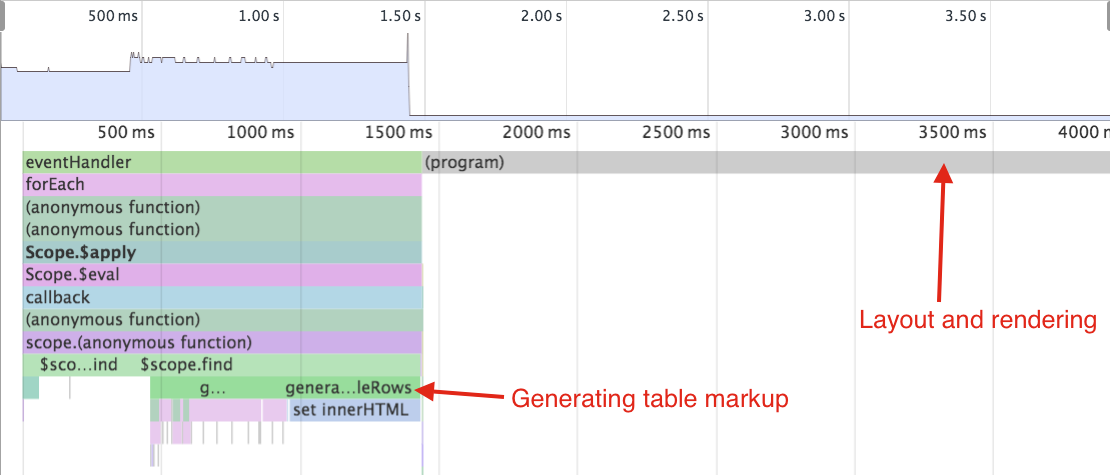 500 ms 1.00 s 1.50 s 2.00 s 2.50 s 3.00 s 3.50 s
500 ms 1000 ms 1500 ms 2000 ms 2500 ms 3000 ms 3500 ms 4000 m
eventHandler (program)
forEach
(anonymous function)
(anonymous function)
Scope.$apply
Scope.$eval
callback
(anonymous function)
scope.(anonymous function)
$sco...ind $scope.find
g... genera...leRows
set innerHTML
Layout and rendering
Generating table markup